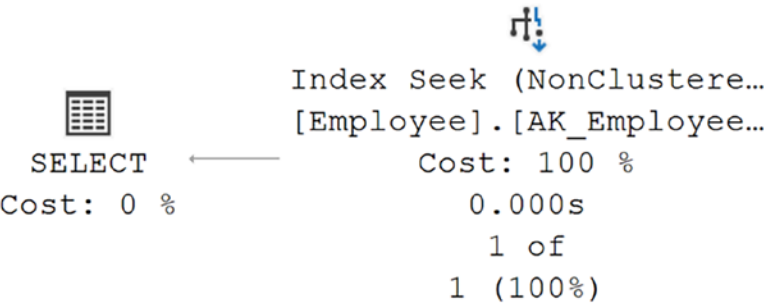 Index Seek (NonClustere...
[Employee].[AK_Employee...
SELECT
Cost: 100 %
Cost: 0 %
0.000s
1 of
1 (100%)